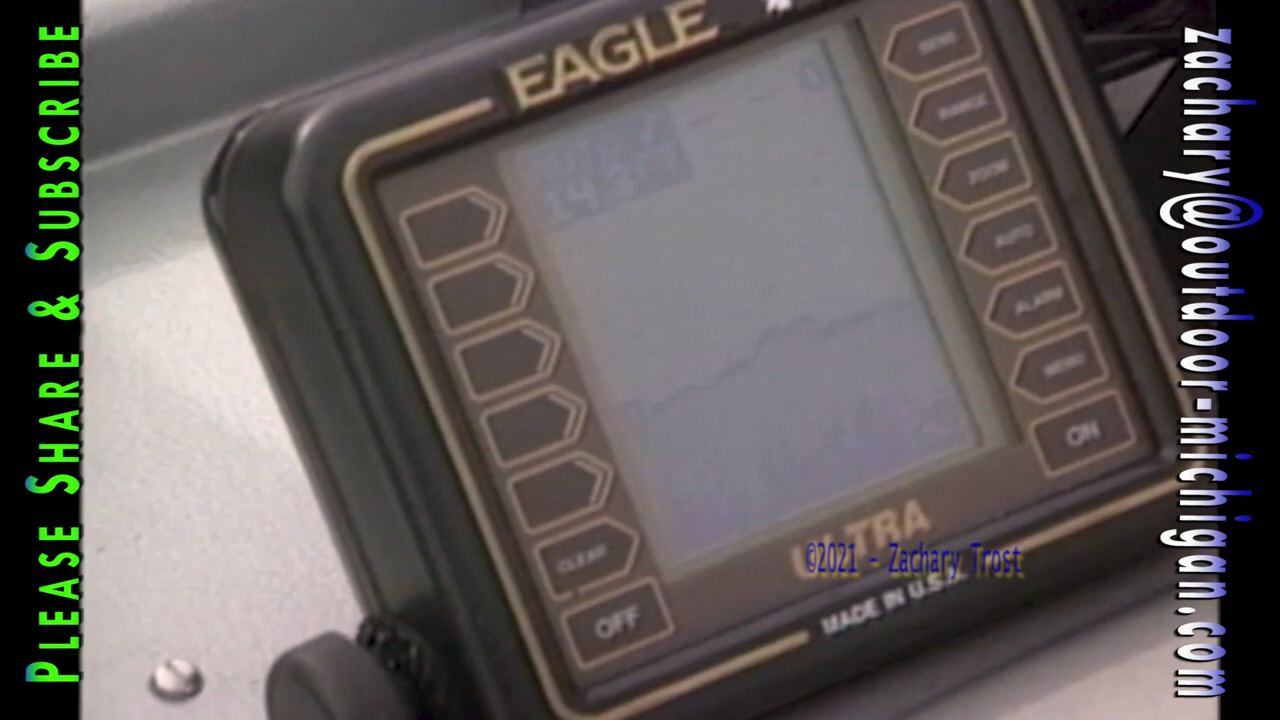 PLEASE SHARE & SUBSCRIBE
EAGLE
RANGE
ZOOM
AUTO
ALARM
MENU
ON
CLEAR
OFF
ULTRA
©2021 - Zachary Trost
MADE IN U.S.A.
zachary@outdoor-michigan.com